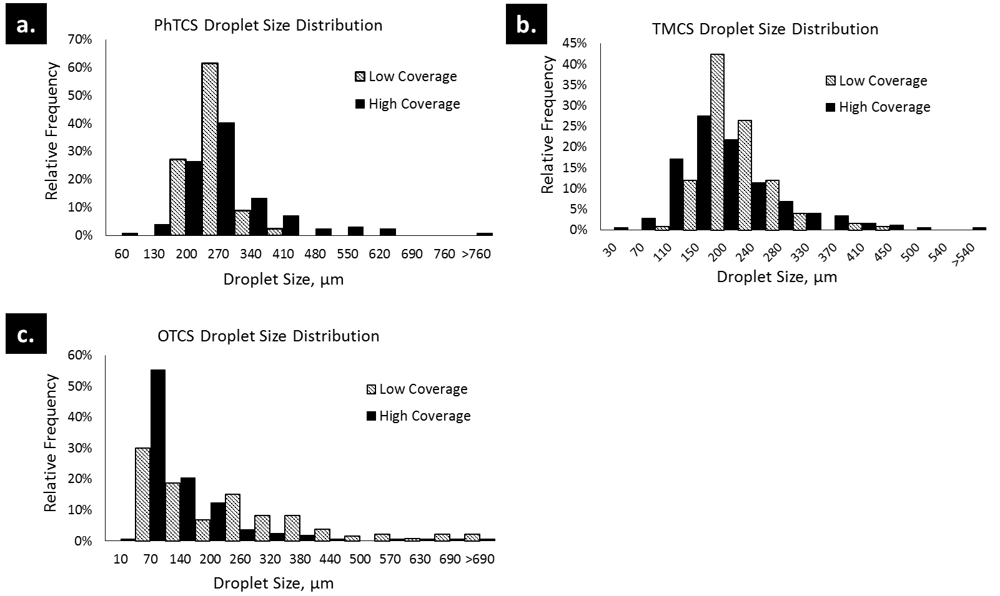 a.
PhTCS Droplet Size Distribution
70%
60%
50%
40%
30%
20%
10%
0%
Relative Frequency
Low Coverage
High Coverage
60 130 200 270 340 410 480 550 620 690 760 >760
Droplet Size, µm
b.
TMCS Droplet Size Distribution
45%
40%
35%
30%
25%
20%
15%
10%
5%
0%
Relative Frequency
Low Coverage
High Coverage
30 70 110 150 200 240 280 330 370 410 450 500 540 >540
Droplet Size, µm
c.
OTCS Droplet Size Distribution
60%
50%
40%
30%
20%
10%
0%
Relative Frequency
Low Coverage
High Coverage
10 70 140 200 260 320 380 440 500 570 630 690 >690
Droplet Size, µm